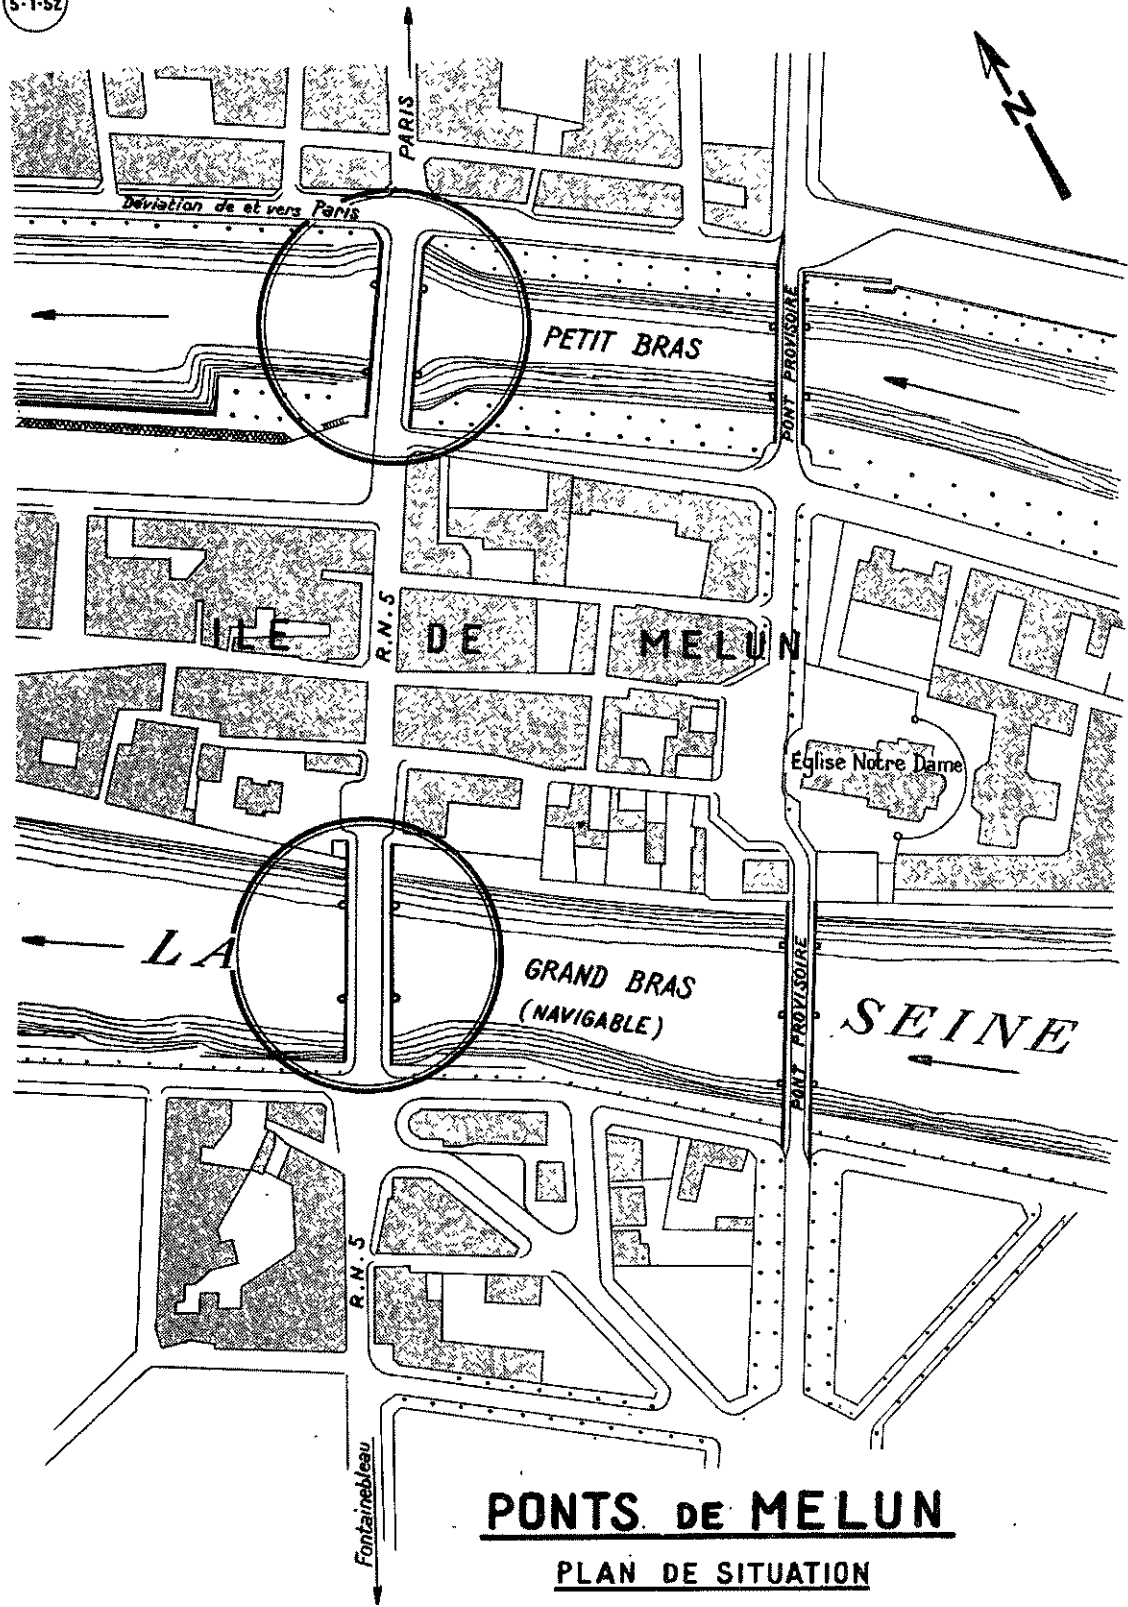 5-1-52
PARIS
N
Déviation de et vers Paris
PETIT BRAS
PONT PROVISOIRE
R.N.5
ILE DE MELUN
Eglise Notre Dame
LA SEINE
GRAND BRAS
(NAVIGABLE)
PONT PROVISOIRE
R.N.5
Fontainebleau
PONTS DE MELUN
PLAN DE SITUATION